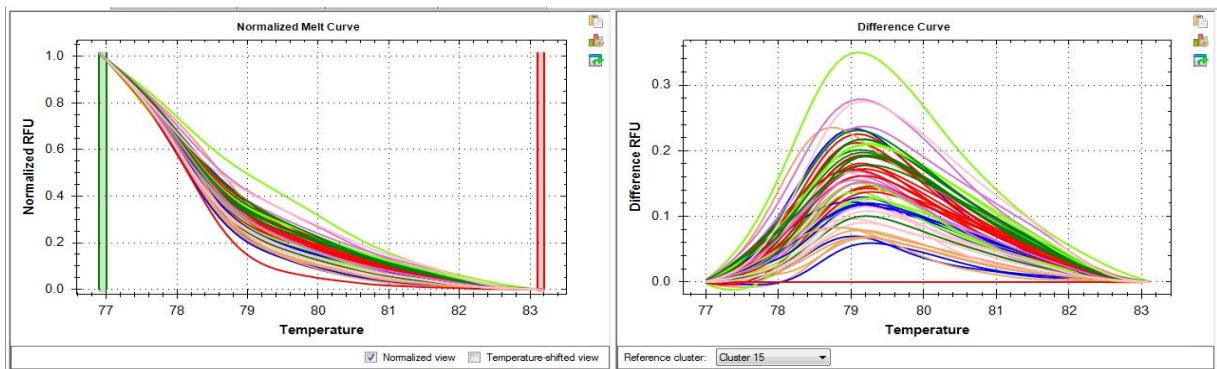 Normalized Melt Curve
Normalized RFU
1.0
0.8
0.6
0.4
0.2
0.0
77 78 79 80 81 82 83
Temperature
Normalized view Temperature-shifted view
Difference Curve
Difference RFU
0.3
0.2
0.1
0.0
77 78 79 80 81 82 83
Temperature
Reference cluster: Cluster 15